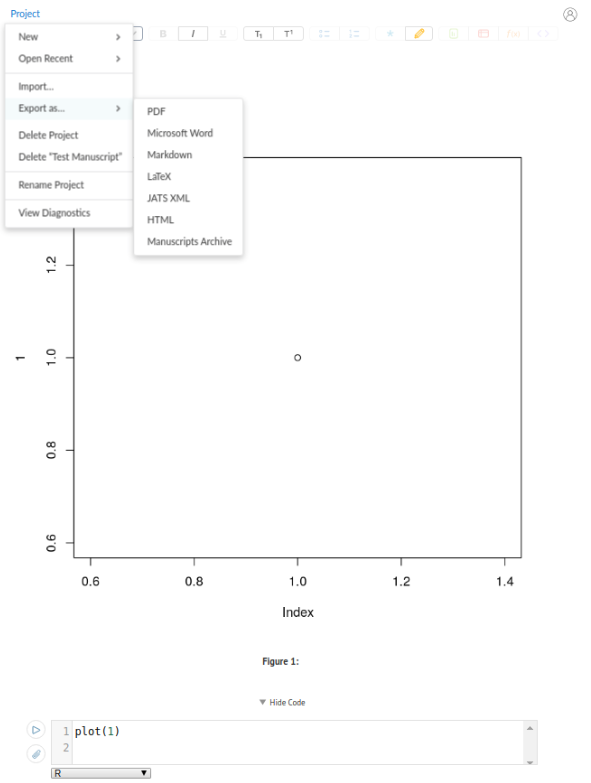 Project
New
Open Recent
Import...
Export as...
Delete Project
Delete "Test Manuscript"
Rename Project
View Diagnostics
PDF
Microsoft Word
Markdown
LaTeX
JATS XML
HTML
Manuscripts Archive
B I U T₁ T¹ f(x) <>
1.2
1.0
0.8
0.6
1
0.6 0.8 1.0 1.2 1.4
Index
Figure 1:
Hide Code
1 plot(1)
2
R